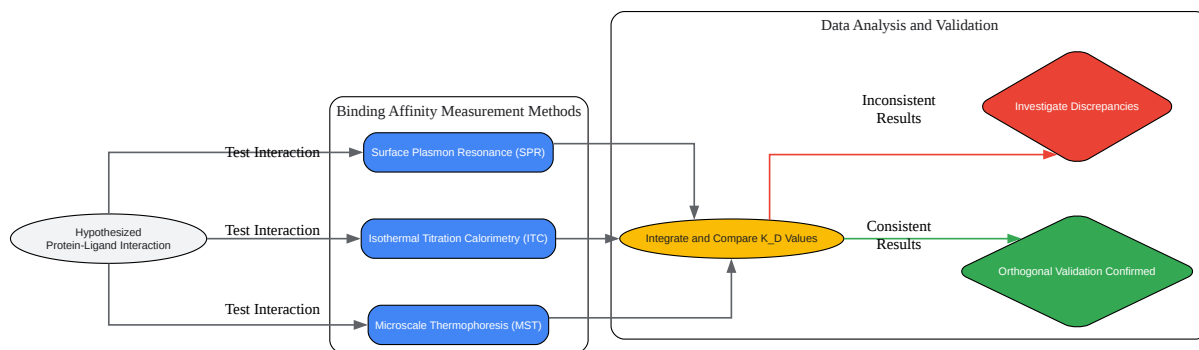 Data Analysis and Validation
Inconsistent
Results
Investigate Discrepancies
Binding Affinity Measurement Methods
Test Interaction
Surface Plasmon Resonance (SPR)
Hypothesized
Protein-Ligand Interaction
Test Interaction
Isothermal Titration Calorimetry (ITC)
Integrate and Compare K_D Values
Consistent
Results
Orthogonal Validation Confirmed
Test Interaction
Microscale Thermophoresis (MST)